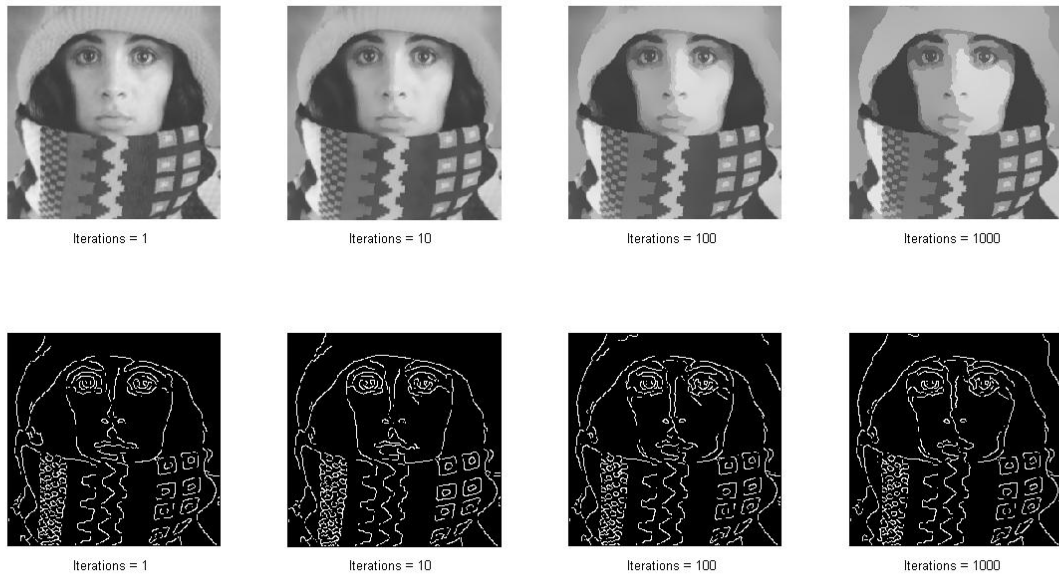 Iterations = 1
Iterations = 10
Iterations = 100
Iterations = 1000
Iterations = 1
Iterations = 10
Iterations = 100
Iterations = 1000